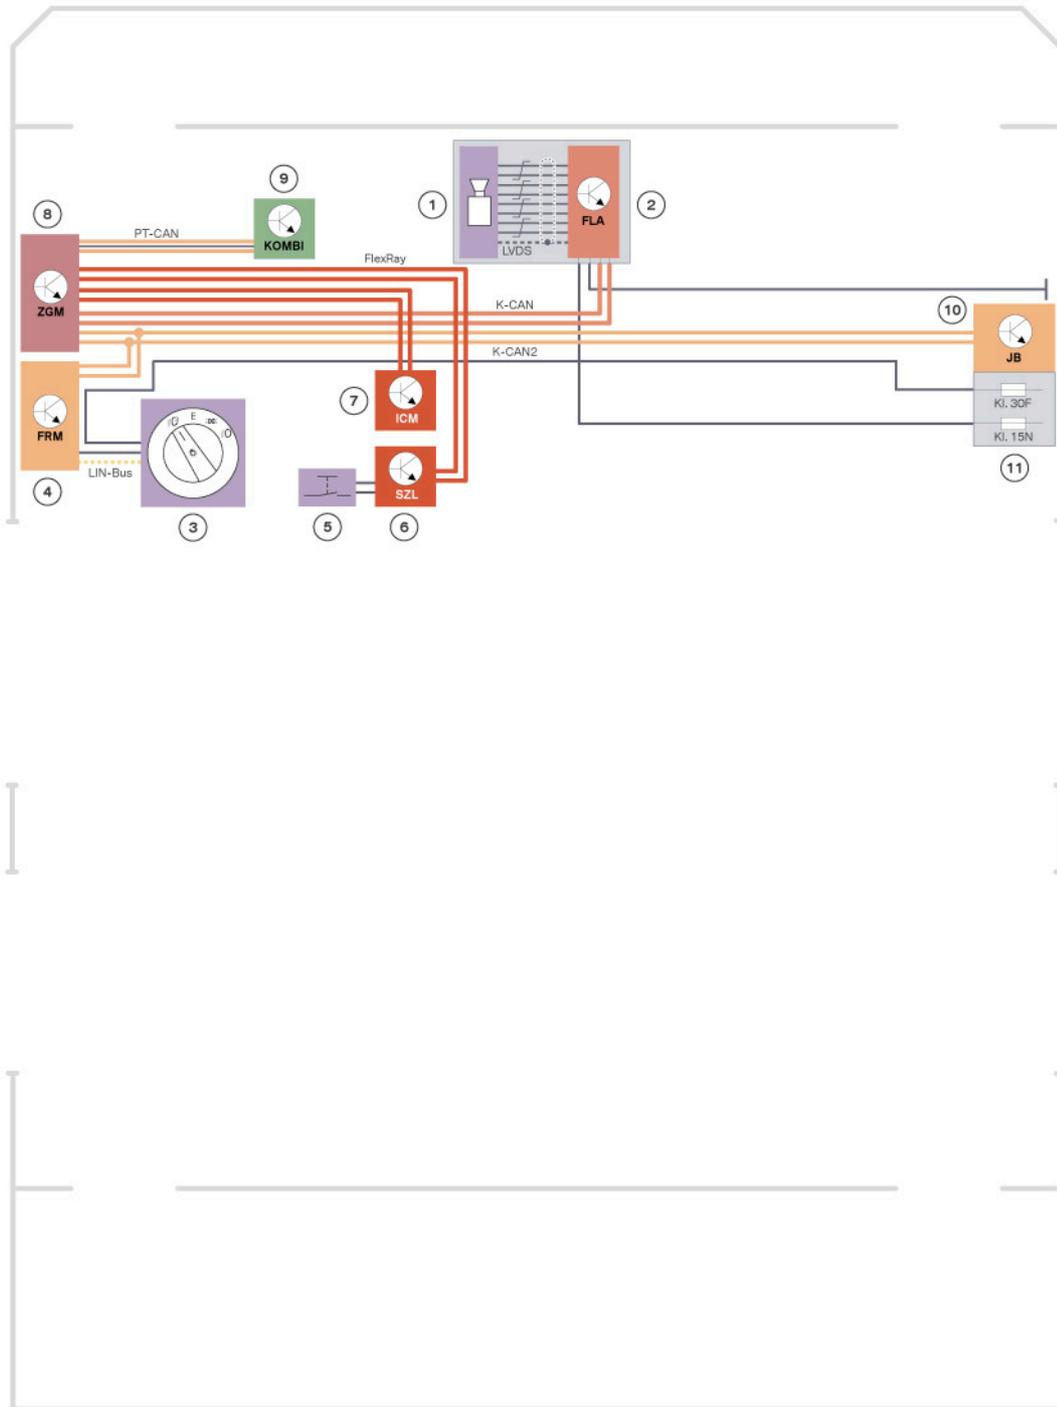 9
8
1
2
PT-CAN
KOMBI
FLA
LVDS
FlexRay
ZGM
K-CAN
10
K-CAN2
JB
Kl. 30F
Kl. 15N
11
FRM
E
LIN-Bus
4
3
7
ICM
SZL
5
6